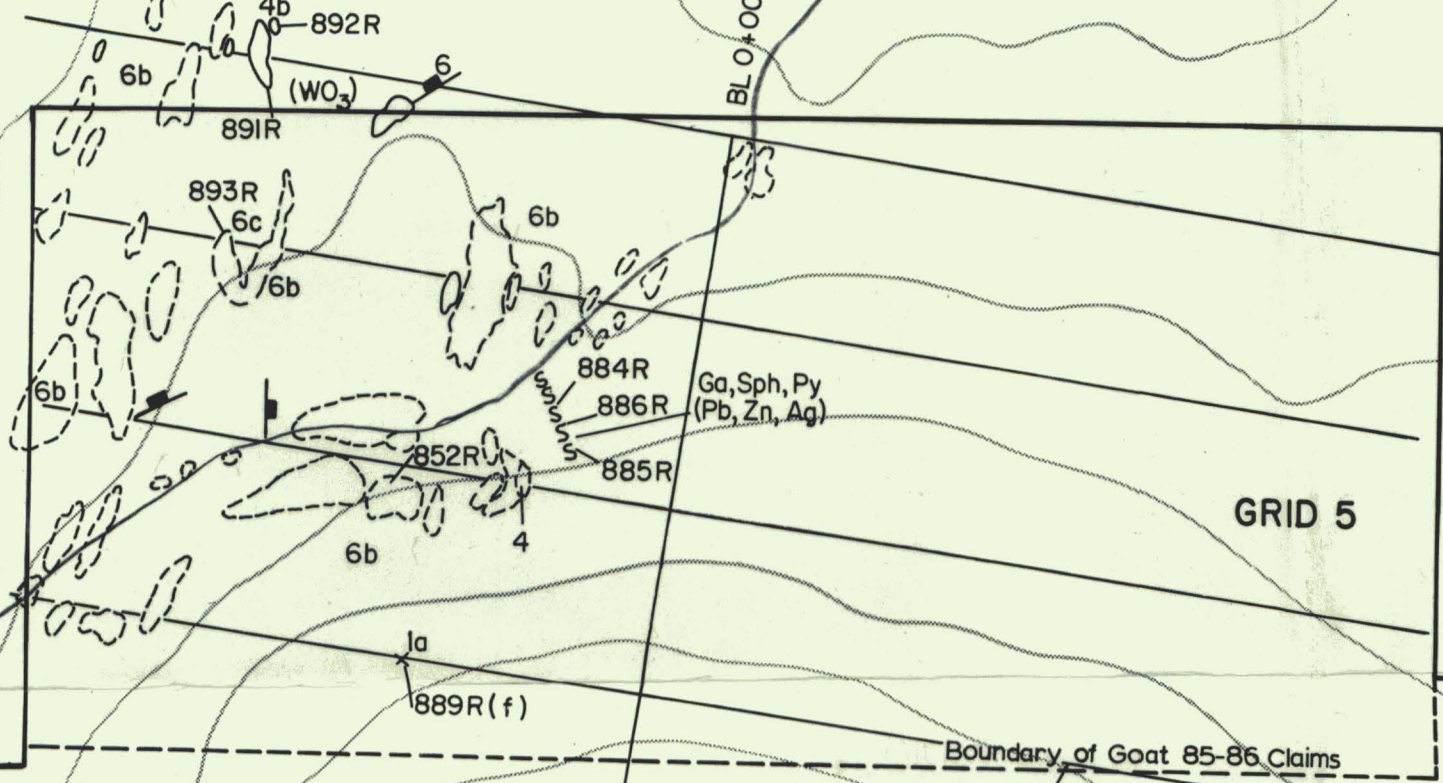 4b
892R
6b
(WO3)
6
BL 0+00
891R
893R
6c
6b
/6b
6b
884R
886R
Ga, Sph, Py
(Pb, Zn, Ag)
852R
885R
GRID 5
4
6b
1a
889R(f)
Boundary of Goat 85-86 Claims